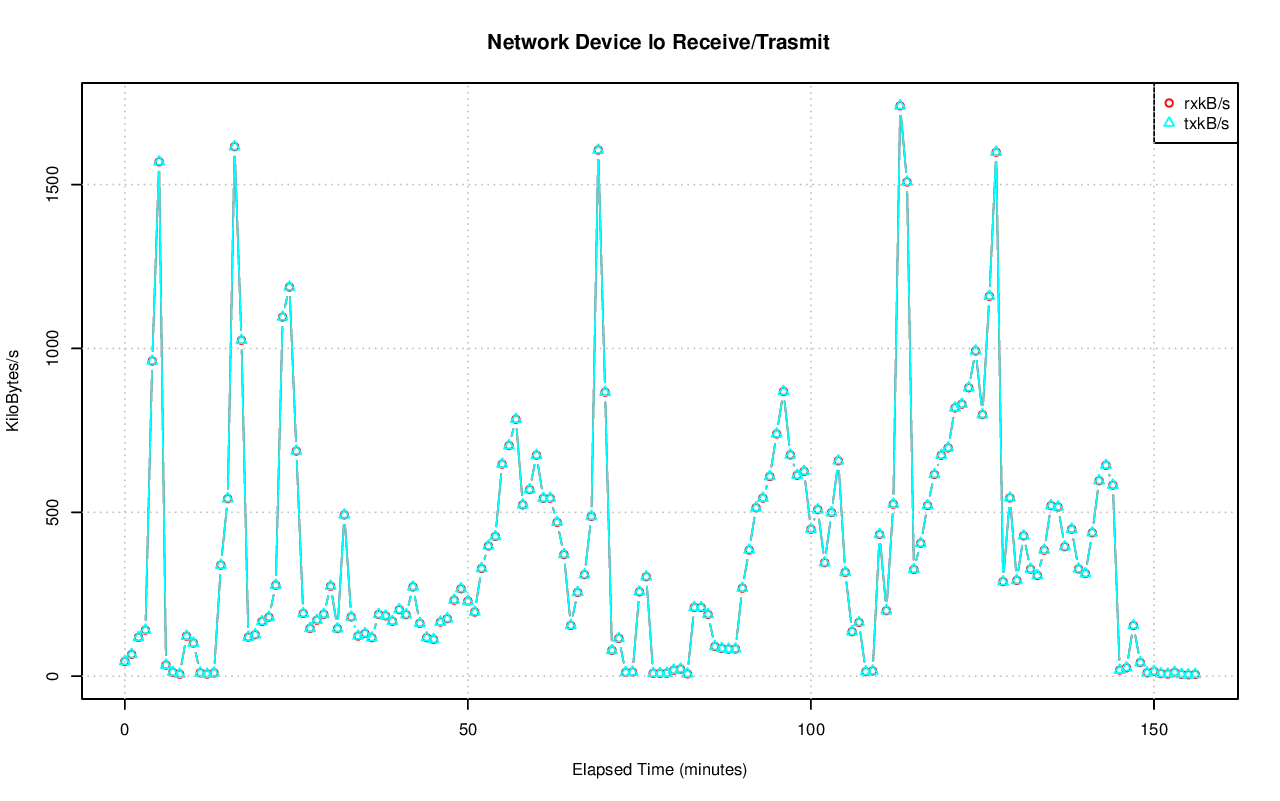 Network Device lo Receive/Trasmit
rxkB/s
txkB/s
KiloBytes/s
1500
1000
500
0
0 50 100 150
Elapsed Time (minutes)